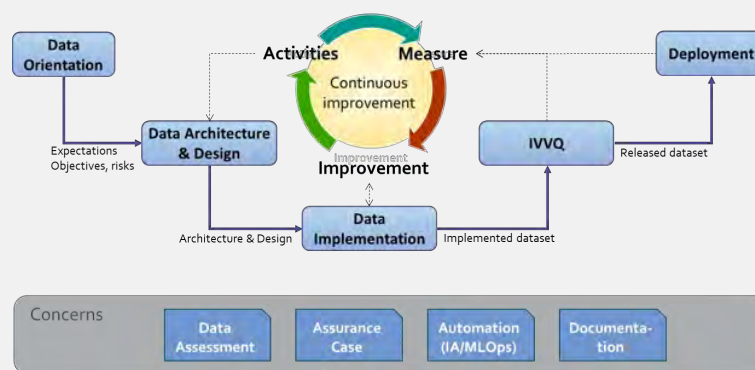 Data
Orientation
Activities
Measure
Deployment
Continuous
improvement
Data Architecture
& Design
IVVQ
Expectations
Objectives, risks
Released dataset
Improvement
Improvement
Data
Implementation
Architecture & Design
Implemented dataset
Concerns
Data
Assessment
Assurance
Case
Automation
(IA/MLOps)
Documenta-
tion